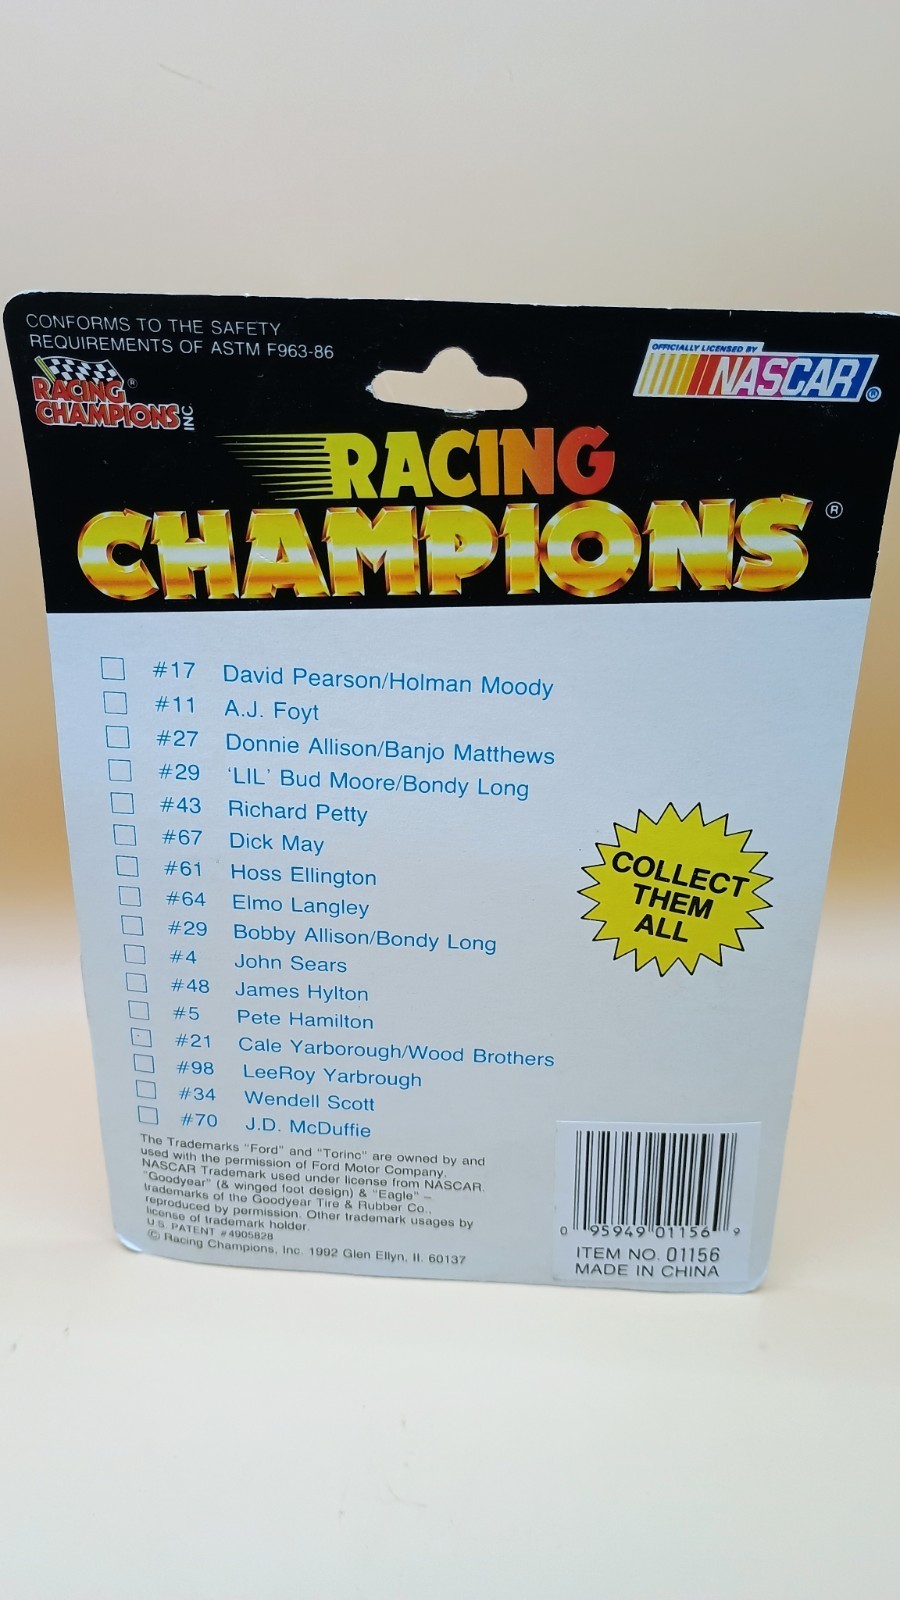 CONFORMS TO THE SAFETY
REQUIREMENTS OF ASTM F963-86
RACING ®
CHAMPIONS INC
OFFICIALLY LICENSED BY
NASCAR ®
RACING
CHAMPIONS ®
#17 David Pearson/Holman Moody
#11 A.J. Foyt
#27 Donnie Allison/Banjo Matthews
#29 'LIL' Bud Moore/Bondy Long
#43 Richard Petty
#67 Dick May
#61 Hoss Ellington
#64 Elmo Langley
#29 Bobby Allison/Bondy Long
#4 John Sears
#48 James Hylton
#5 Pete Hamilton
#21 Cale Yarborough/Wood Brothers
#98 LeeRoy Yarbrough
#34 Wendell Scott
#70 J.D. McDuffie
COLLECT
THEM
ALL
The Trademarks "Ford" and "Torino" are owned by and
used with the permission of Ford Motor Company.
NASCAR Trademark used under license from NASCAR.
"Goodyear" (& winged foot design) & "Eagle" –
trademarks of the Goodyear Tire & Rubber Co.,
reproduced by permission. Other trademark usages by
license of trademark holder.
U.S. PATENT #4905828
© Racing Champions, Inc. 1992 Glen Ellyn, Il. 60137
0 95949 01156 9
ITEM NO. 01156
MADE IN CHINA